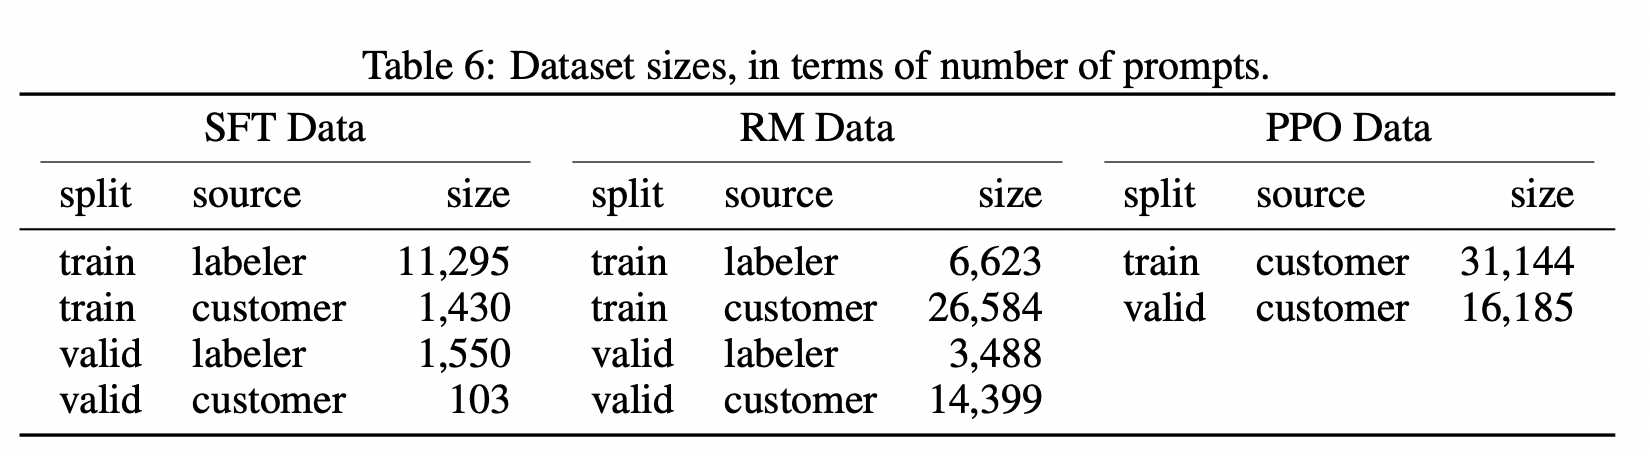 Table 6: Dataset sizes, in terms of number of prompts.
SFT Data RM Data PPO Data
split source size split source size split source size
train labeler 11,295 train labeler 6,623 train customer 31,144
train customer 1,430 train customer 26,584 valid customer 16,185
valid labeler 1,550 valid labeler 3,488
valid customer 103 valid customer 14,399